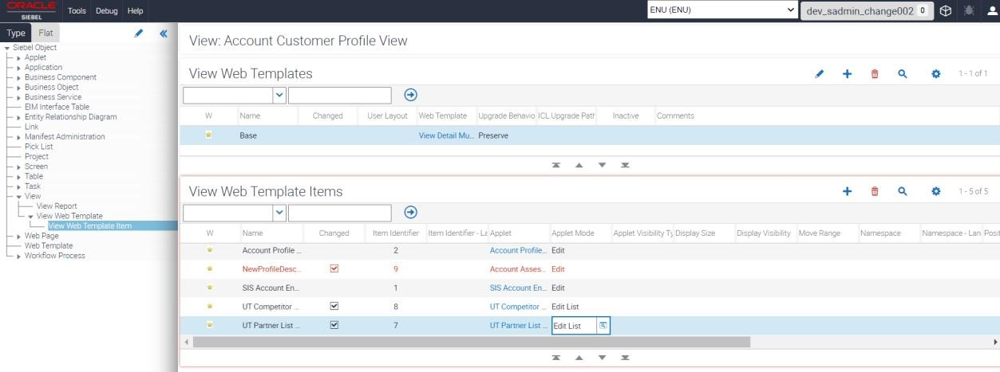 ORACLE
SIEBEL
Tools Debug Help
ENU (ENU)
dev_sadmin_change002 0
Type Flat
Siebel Object
Applet
Application
Business Component
Business Object
Business Service
EIM Interface Table
Entity Relationship Diagram
Link
Manifest Administration
Pick List
Project
Screen
Table
Task
View
View Report
View Web Template
View Web Template Item
Web Page
Web Template
Workflow Process
View: Account Customer Profile View
View Web Templates
1 - 1 of 1
W Name Changed User Layout Web Template Upgrade Behavio ICL Upgrade Path Inactive Comments
Base View Detail Mu... Preserve
View Web Template Items
1 - 5 of 5
W Name Changed Item Identifier Item Identifier - La Applet Applet Mode Applet Visibility Ty Display Size Display Visibility Move Range Namespace Namespace - Lan Posit
Account Profile ... 2 Account Profile... Edit
NewProfileDesc... 9 Account Asses... Edit
SIS Account En... 1 SIS Account En... Edit
UT Competitor ... 8 UT Competitor ... Edit List
UT Partner List ... 7 UT Partner List ... Edit List